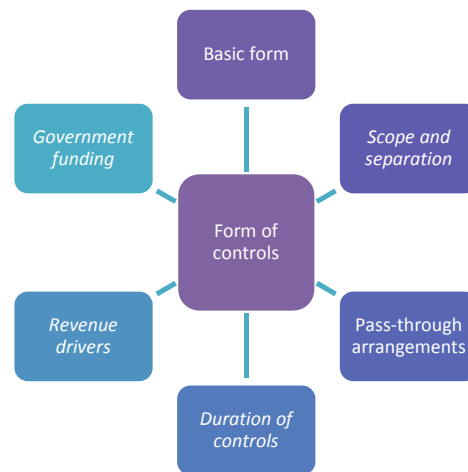 Basic form
Government
funding
Scope and
separation
Form of
controls
Revenue
drivers
Pass-through
arrangements
Duration of
controls